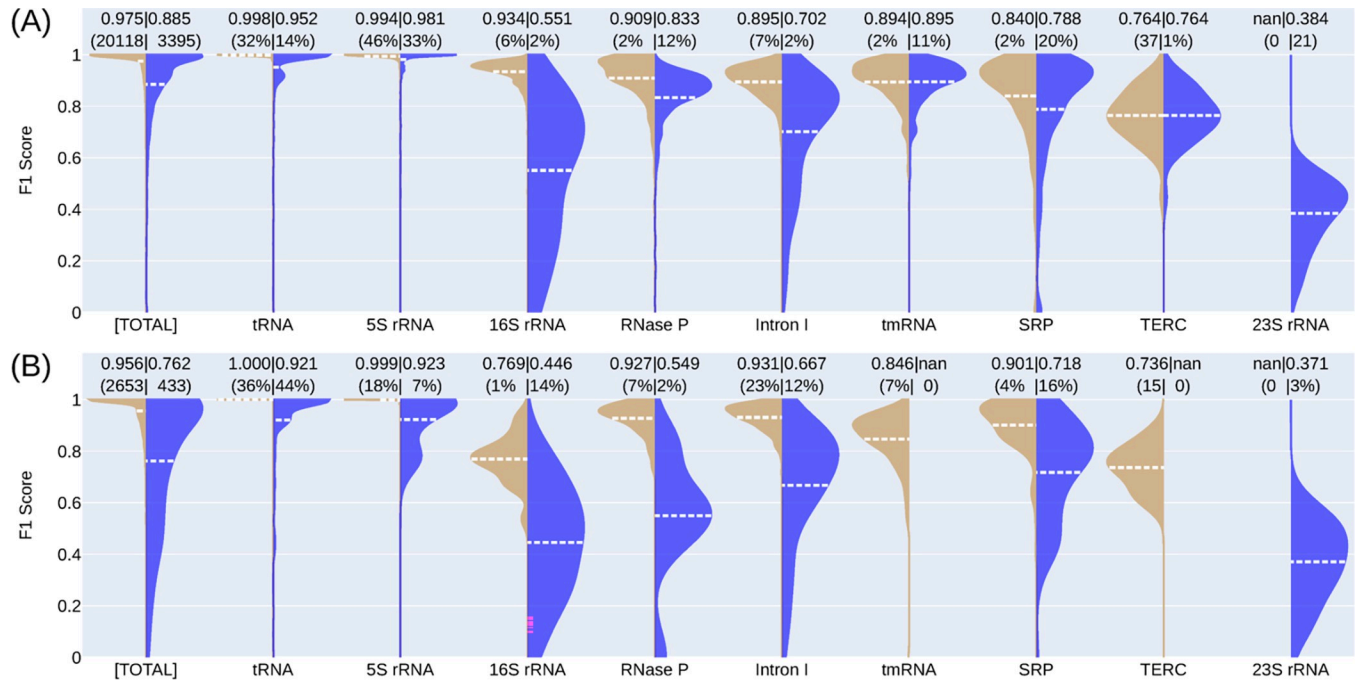 (A)
0.975|0.885 0.998|0.952 0.994|0.981 0.934|0.551 0.909|0.833 0.895|0.702 0.894|0.895 0.840|0.788 0.764|0.764 nan|0.384
(20118| 3395) (32%|14%) (46%|33%) (6%|2%) (2% |12%) (7%|2%) (2% |11%) (2% |20%) (37|1%) (0 |21)
1
0.8
0.6
0.4
0.2
0
F1 Score
[TOTAL] tRNA 5S rRNA 16S rRNA RNase P Intron I tmRNA SRP TERC 23S rRNA
(B)
0.956|0.762 1.000|0.921 0.999|0.923 0.769|0.446 0.927|0.549 0.931|0.667 0.846|nan 0.901|0.718 0.736|nan nan|0.371
(2653| 433) (36%|44%) (18%| 7%) (1% |14%) (7%|2%) (23%|12%) (7%| 0) (4% |16%) (15| 0) (0 |3%)
1
0.8
0.6
0.4
0.2
0
F1 Score
[TOTAL] tRNA 5S rRNA 16S rRNA RNase P Intron I tmRNA SRP TERC 23S rRNA